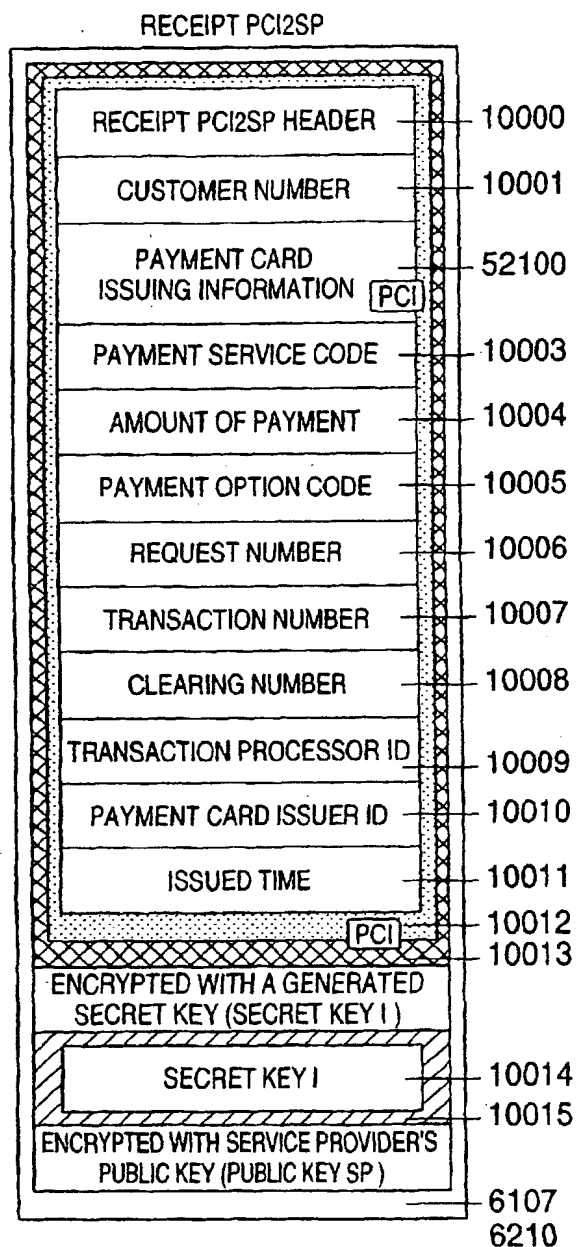 RECEIPT PCI2SP
RECEIPT PCI2SP HEADER 10000
CUSTOMER NUMBER 10001
PAYMENT CARD
ISSUING INFORMATION 52100
PCI
PAYMENT SERVICE CODE 10003
AMOUNT OF PAYMENT 10004
PAYMENT OPTION CODE 10005
REQUEST NUMBER 10006
TRANSACTION NUMBER 10007
CLEARING NUMBER 10008
TRANSACTION PROCESSOR ID 10009
PAYMENT CARD ISSUER ID 10010
ISSUED TIME 10011
10012
PCI
10013
ENCRYPTED WITH A GENERATED
SECRET KEY (SECRET KEY I)
SECRET KEY I 10014
10015
ENCRYPTED WITH SERVICE PROVIDER'S
PUBLIC KEY (PUBLIC KEY SP)
6107
6210